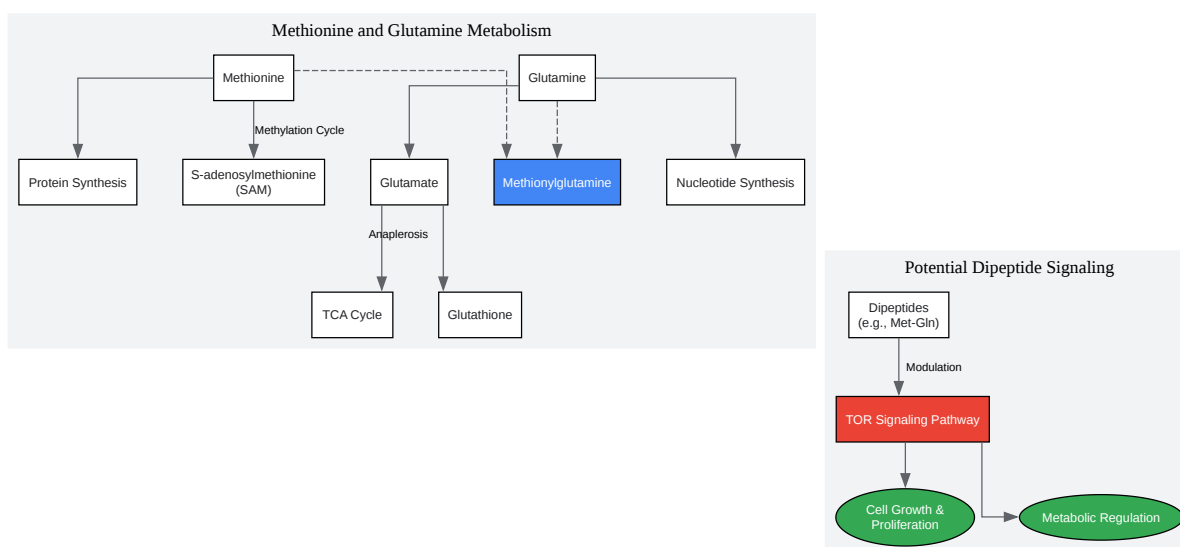 Methionine and Glutamine Metabolism
Methionine
Glutamine
Methylation Cycle
Protein Synthesis
S-adenosylmethionine
(SAM)
Glutamate
Methionylglutamine
Nucleotide Synthesis
Anaplerosis
TCA Cycle
Glutathione
Potential Dipeptide Signaling
Dipeptides
(e.g., Met-Gln)
Modulation
TOR Signaling Pathway
Cell Growth &
Proliferation
Metabolic Regulation